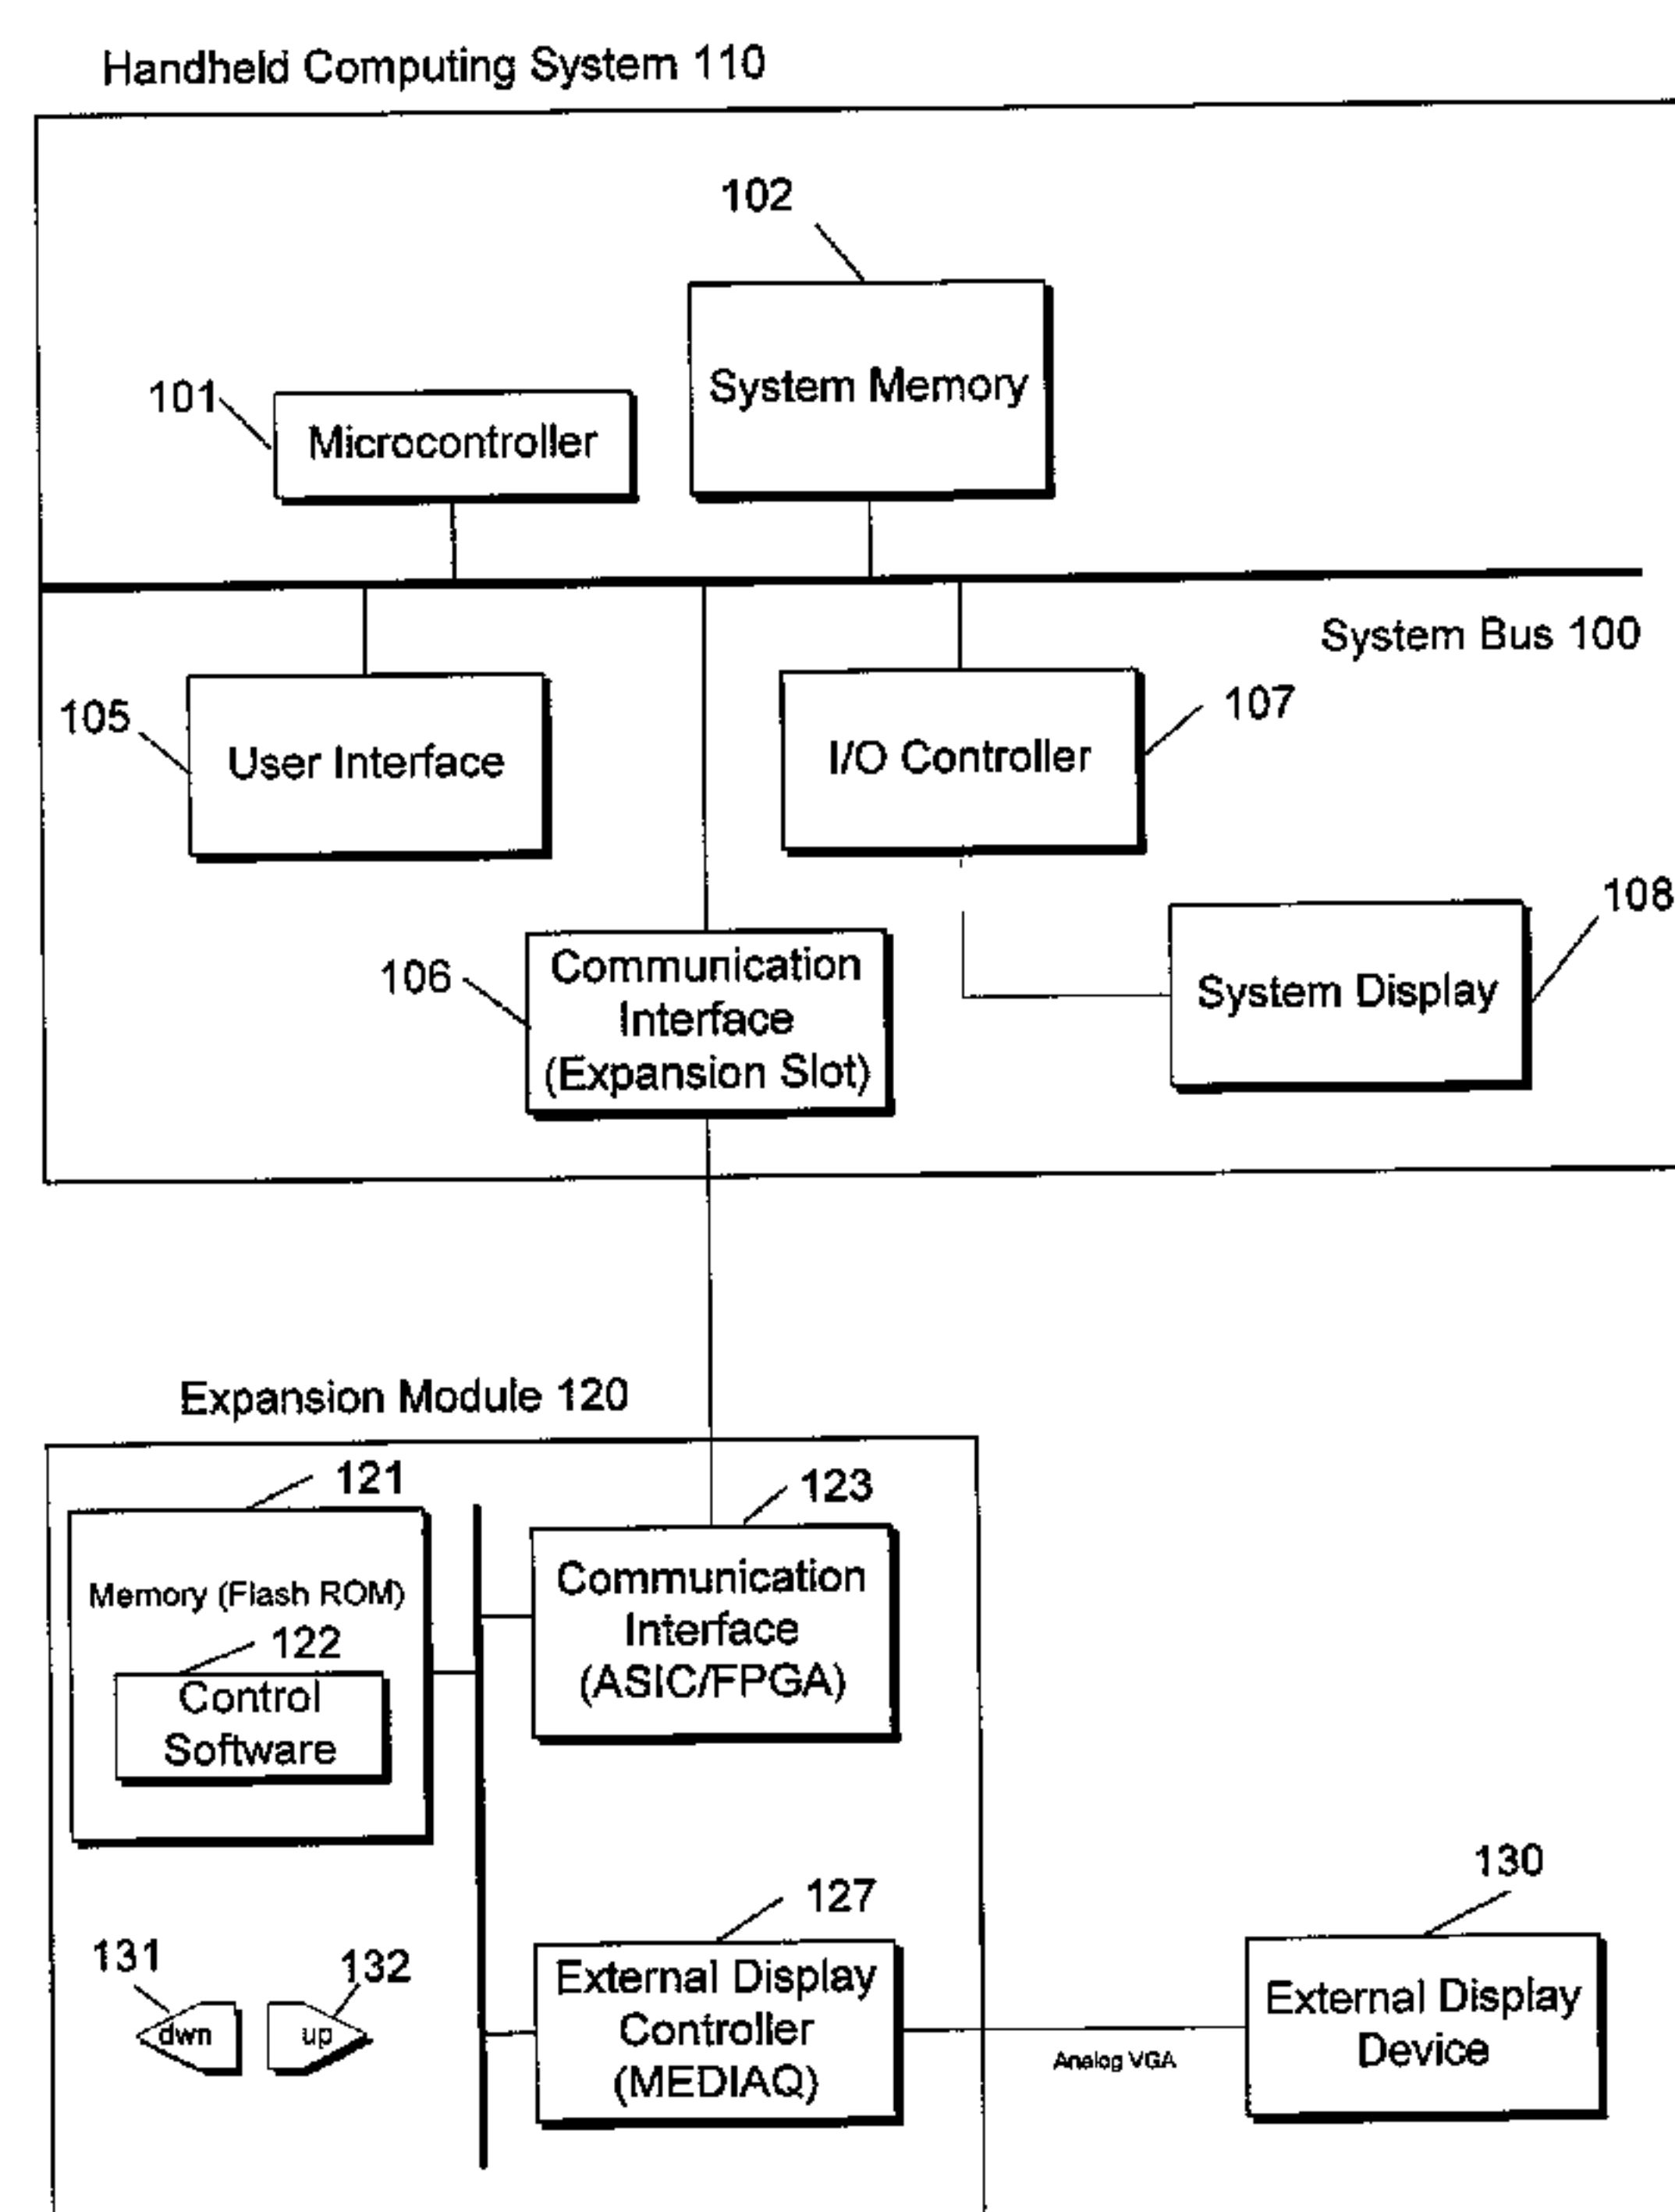 Handheld Computing System 110
102
System Memory
101
Microcontroller
System Bus 100
105
User Interface
I/O Controller
107
108
106
Communication
Interface
(Expansion Slot)
System Display
Expansion Module 120
121
123
Memory (Flash ROM)
122
Control
Software
Communication
Interface
(ASIC/FPGA)
127
130
131
132
dwn
up
External Display
Controller
(MEDIAQ)
Analog VGA
External Display
Device